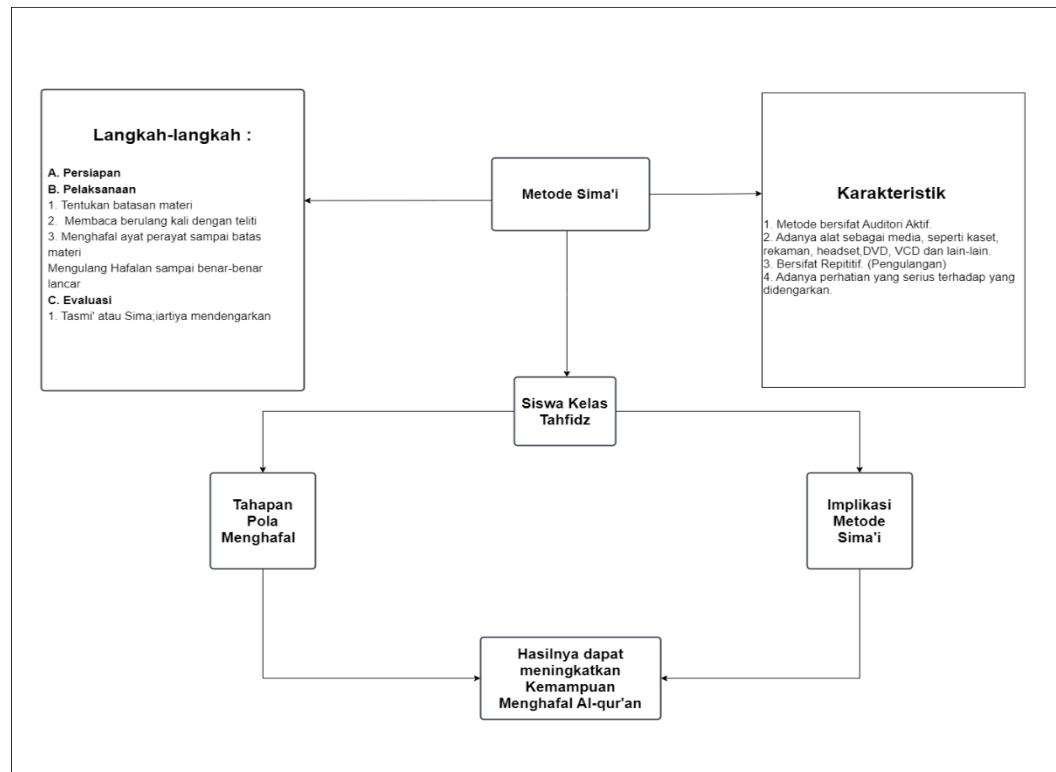 Langkah-langkah :
A. Persiapan
B. Pelaksanaan
1. Tentukan batasan materi
2. Membaca berulang kali dengan teliti
3. Menghafal ayat perayat sampai batas
materi
Mengulang Hafalan sampai benar-benar
lancar
C. Evaluasi
1. Tasmi' atau Sima;iartiya mendengarkan
Metode Sima'i
Karakteristik
1. Metode bersifat Auditori Aktif.
2. Adanya alat sebagai media, seperti kaset,
rekaman, headset,DVD, VCD dan lain-lain.
3. Bersifat Repititif. (Pengulangan)
4. Adanya perhatian yang serius terhadap yang
didengarkan.
Siswa Kelas
Tahfidz
Tahapan
Pola
Menghafal
Implikasi
Metode
Sima'i
Hasilnya dapat
meningkatkan
Kemampuan
Menghafal Al-qur'an